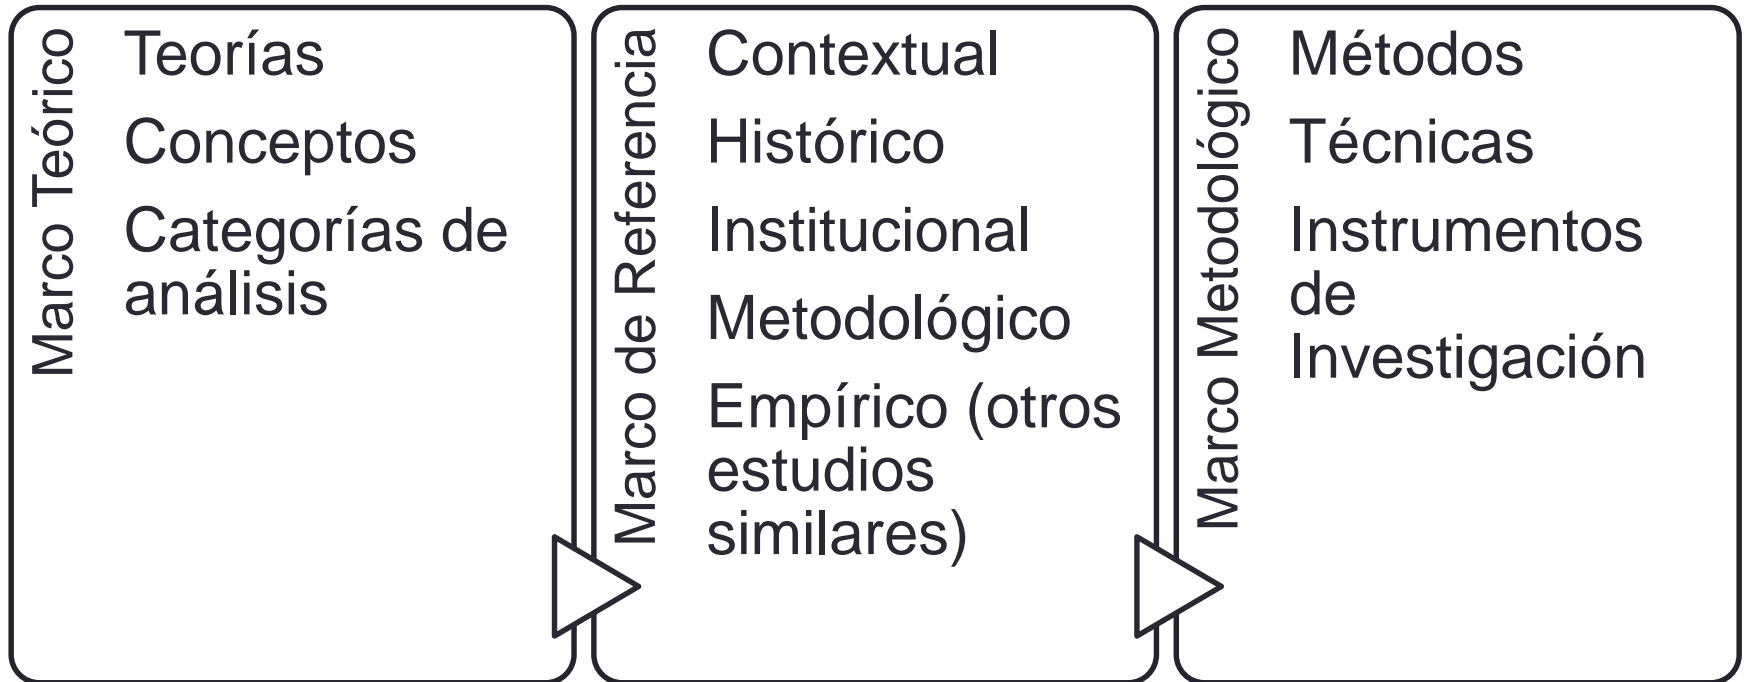 Marco Teórico
Teorías
Conceptos
Categorías de
análisis
Marco de Referencia
Contextual
Histórico
Institucional
Metodológico
Empírico (otros
estudios
similares)
Marco Metodológico
Métodos
Técnicas
Instrumentos
de
Investigación